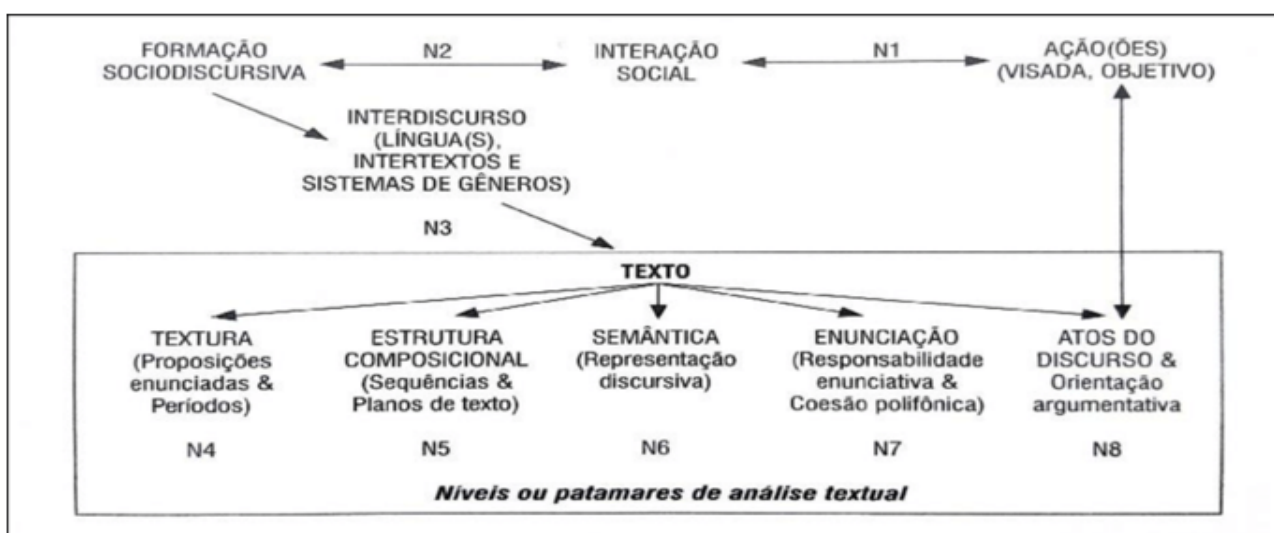 FORMAÇÃO
SOCIODISCURSIVA
N2
INTERAÇÃO
SOCIAL
N1
AÇÃO(ÕES)
(VISADA, OBJETIVO)
INTERDISCURSO
(LÍNGUA(S),
INTERTEXTOS E
SISTEMAS DE GÊNEROS)
N3
TEXTO
TEXTURA
(Proposições
enunciadas &
Períodos)
N4
ESTRUTURA
COMPOSICIONAL
(Sequências &
Planos de texto)
N5
SEMÂNTICA
(Representação
discursiva)
N6
ENUNCIAÇÃO
(Responsabilidade
enunciativa &
Coesão polifônica)
N7
ATOS DO
DISCURSO &
Orientação
argumentativa
N8
Níveis ou patamares de análise textual